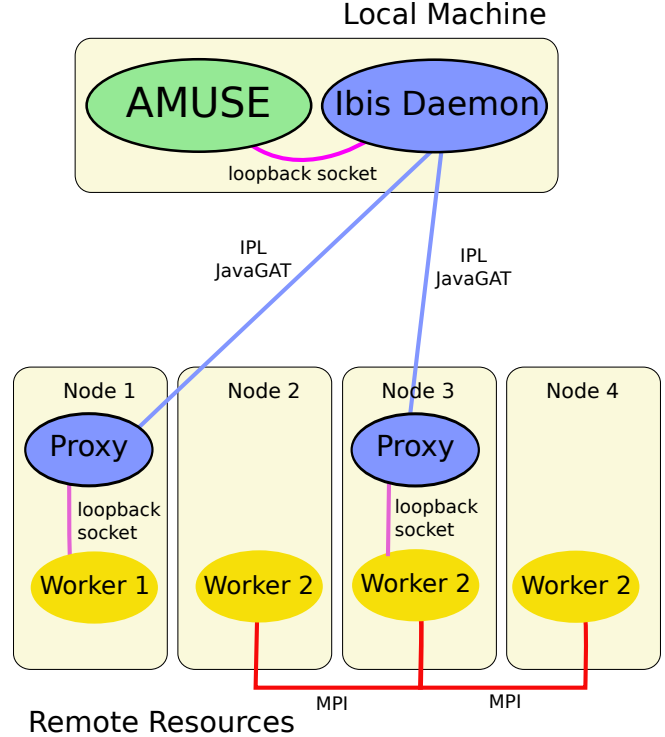 Local Machine
AMUSE
Ibis Daemon
loopback socket
IPL
JavaGAT
IPL
JavaGAT
Node 1
Node 2
Node 3
Node 4
Proxy
Proxy
loopback
socket
loopback
socket
Worker 1
Worker 2
Worker 2
Worker 2
MPI
MPI
Remote Resources